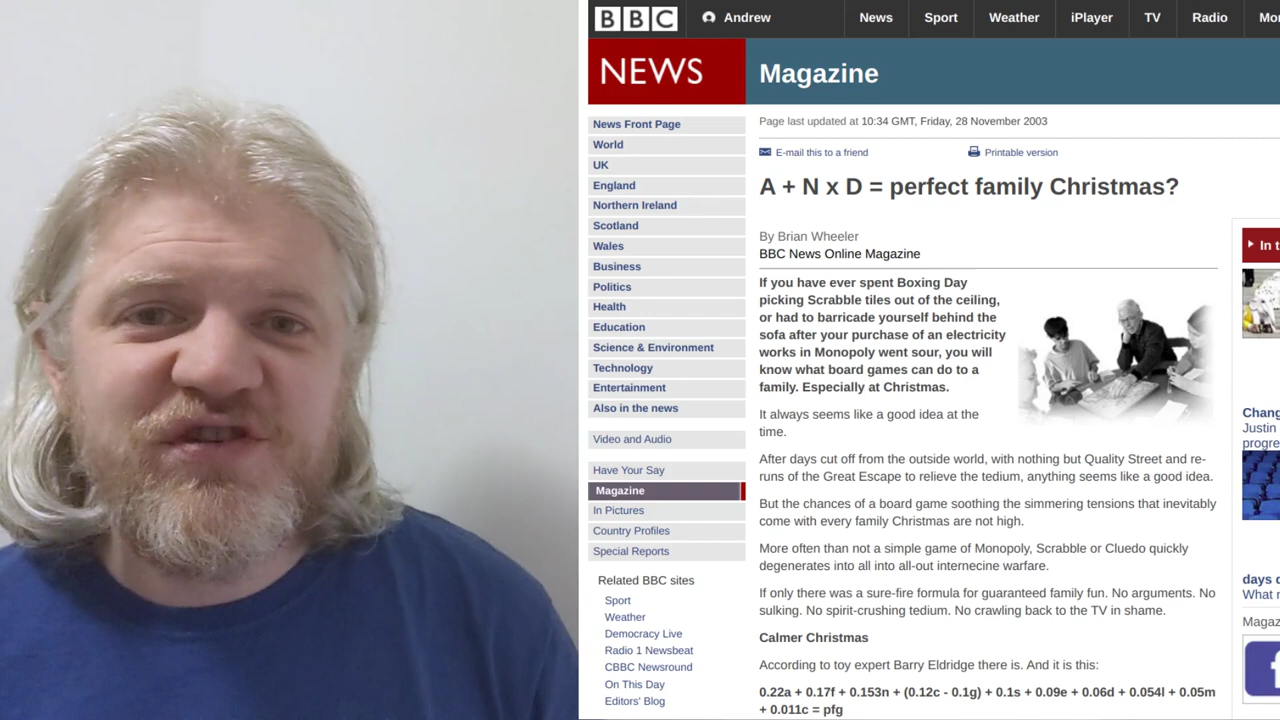 BBC
Andrew
News
Sport
Weather
iPlayer
TV
Radio
NEWS
Magazine
News Front Page
World
UK
England
Northern Ireland
Scotland
Wales
Business
Politics
Health
Education
Science & Environment
Technology
Entertainment
Also in the news
Video and Audio
Have Your Say
Magazine
In Pictures
Country Profiles
Special Reports
Related BBC sites
Sport
Weather
Democracy Live
Radio 1 Newsbeat
CBBC Newsround
On This Day
Editors' Blog
Page last updated at 10:34 GMT, Friday, 28 November 2003
E-mail this to a friend
Printable version
A + N x D = perfect family Christmas?
By Brian Wheeler
BBC News Online Magazine
If you have ever spent Boxing Day
picking Scrabble tiles out of the ceiling,
or had to barricade yourself behind the
sofa after your purchase of an electricity
works in Monopoly went sour, you will
know what board games can do to a
family. Especially at Christmas.
It always seems like a good idea at the
time.
After days cut off from the outside world, with nothing but Quality Street and re-
runs of the Great Escape to relieve the tedium, anything seems like a good idea.
But the chances of a board game soothing the simmering tensions that inevitably
come with every family Christmas are not high.
More often than not a simple game of Monopoly, Scrabble or Cluedo quickly
degenerates into all into all-out internecine warfare.
If only there was a sure-fire formula for guaranteed family fun. No arguments. No
sulking. No spirit-crushing tedium. No crawling back to the TV in shame.
Calmer Christmas
According to toy expert Barry Eldridge there is. And it is this:
0.22a + 0.17f + 0.153n + (0.12c - 0.1g) + 0.1s + 0.09e + 0.06d + 0.054l + 0.05m
+ 0.011c = pfg
In t
Chang
Justin
progre
days o
What r
Magaz